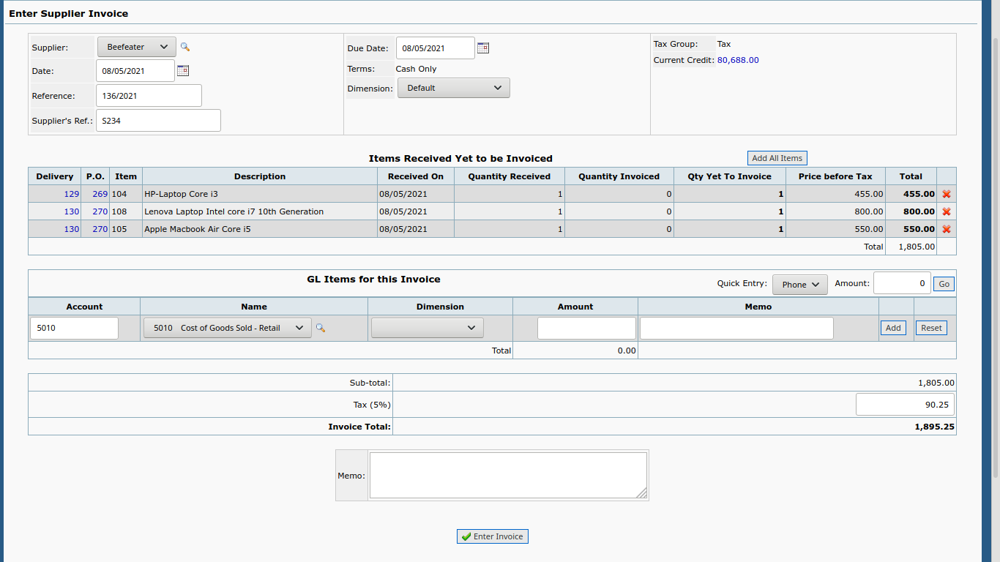 Enter Supplier Invoice
Supplier: Beefeater
Date: 08/05/2021
Reference: 136/2021
Supplier's Ref.: S234
Due Date: 08/05/2021
Terms: Cash Only
Dimension: Default
Tax Group: Tax
Current Credit: 80,688.00
Items Received Yet to be Invoiced Add All Items
Delivery P.O. Item Description Received On Quantity Received Quantity Invoiced Qty Yet To Invoice Price before Tax Total
129 269 104 HP-Laptop Core i3 08/05/2021 1 0 1 455.00 455.00
130 270 108 Lenova Laptop Intel core i7 10th Generation 08/05/2021 1 0 1 800.00 800.00
130 270 105 Apple Macbook Air Core i5 08/05/2021 1 0 1 550.00 550.00
Total 1,805.00
GL Items for this Invoice Quick Entry: Phone Amount: 0 Go
Account Name Dimension Amount Memo
5010 5010 Cost of Goods Sold - Retail Add Reset
Total 0.00
Sub-total: 1,805.00
Tax (5%) 90.25
Invoice Total: 1,895.25
Memo:
Enter Invoice